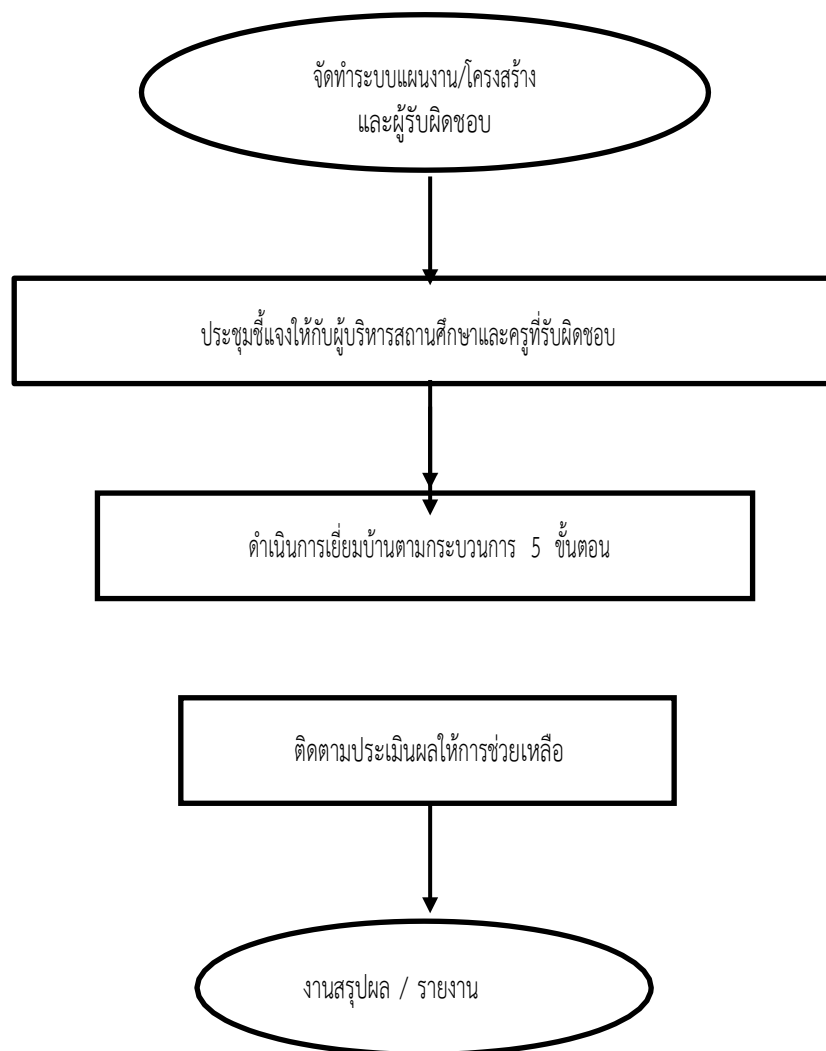 จัดทำระบบแผนงาน/โครงสร้าง
และผู้รับผิดชอบ
ประชุมชี้แจงให้กับผู้บริหารสถานศึกษาและครูที่รับผิดชอบ
ดำเนินการเยี่ยมบ้านตามกระบวนการ 5 ขั้นตอน
ติดตามประเมินผลให้การช่วยเหลือ
งานสรุปผล / รายงาน